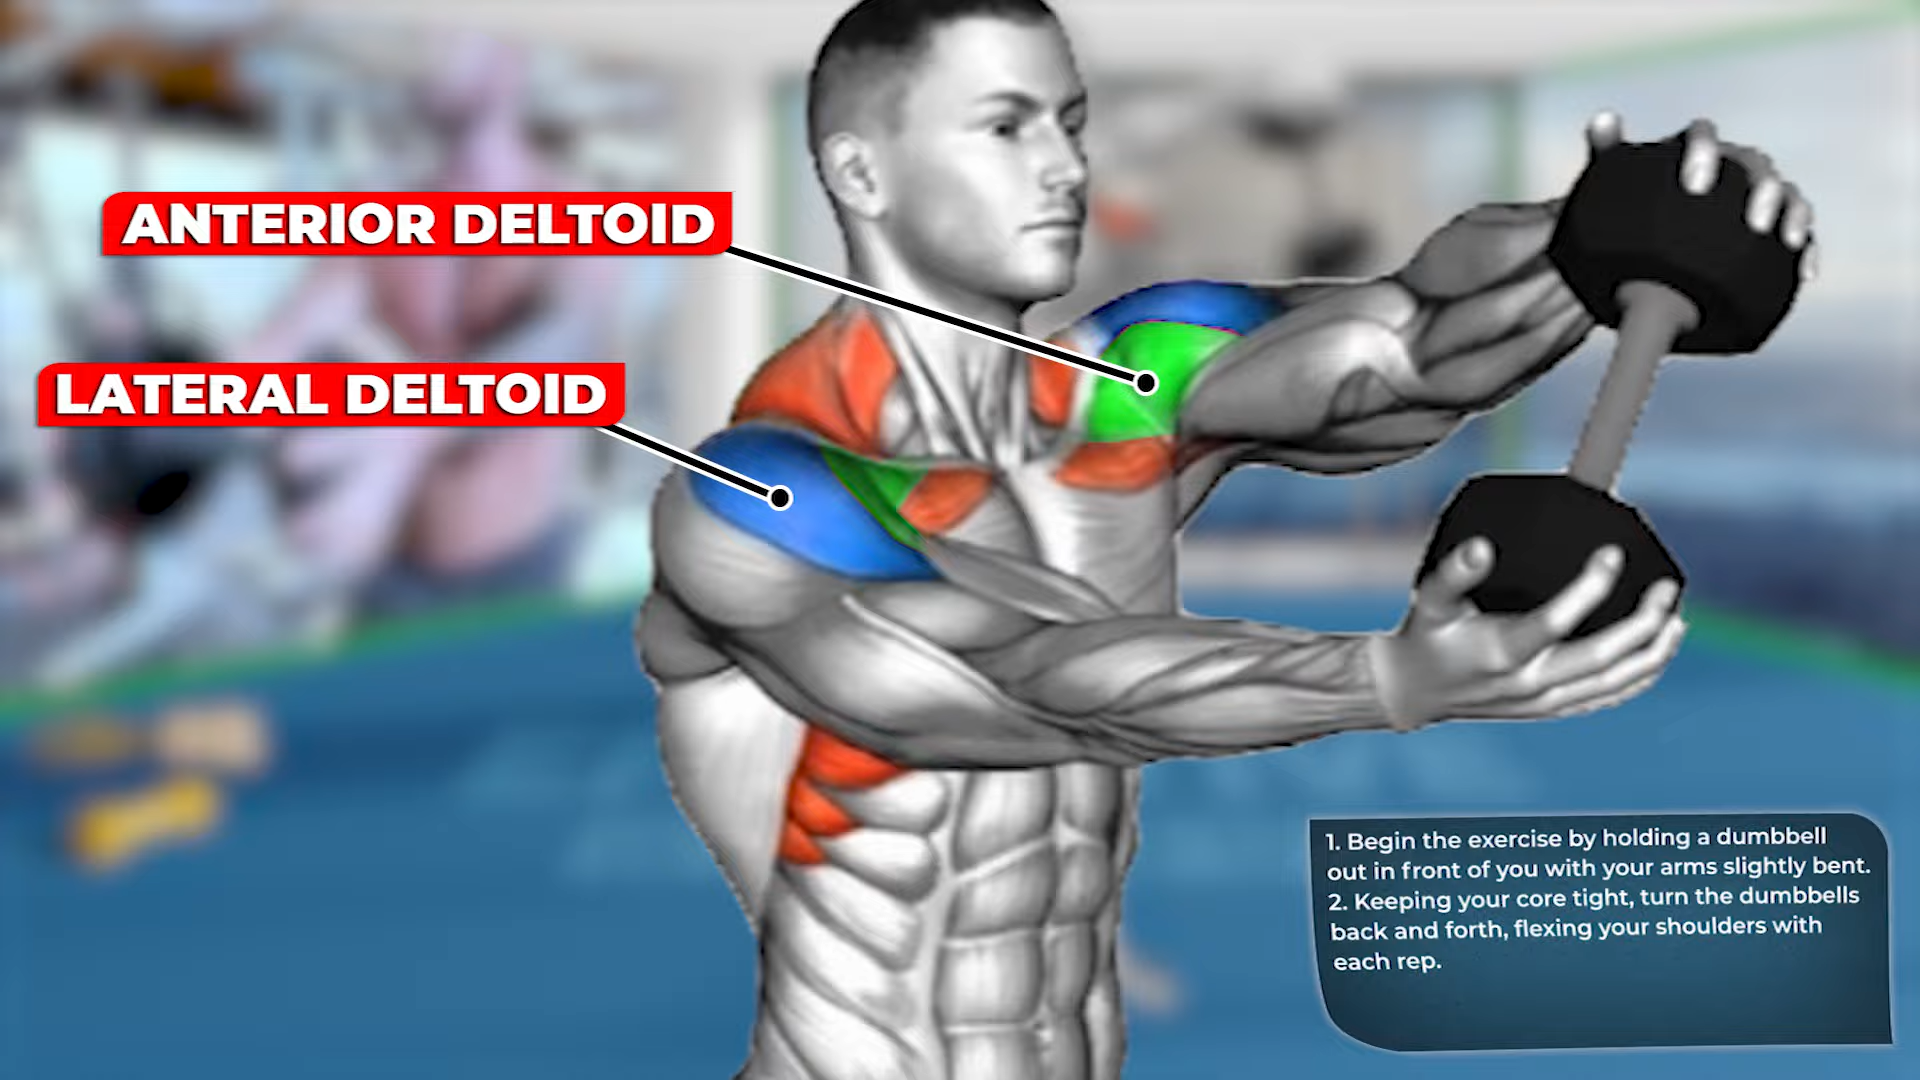 ANTERIOR DELTOID
LATERAL DELTOID
1. Begin the exercise by holding a dumbbell
out in front of you with your arms slightly bent.
2. Keeping your core tight, turn the dumbbells
back and forth, flexing your shoulders with
each rep.